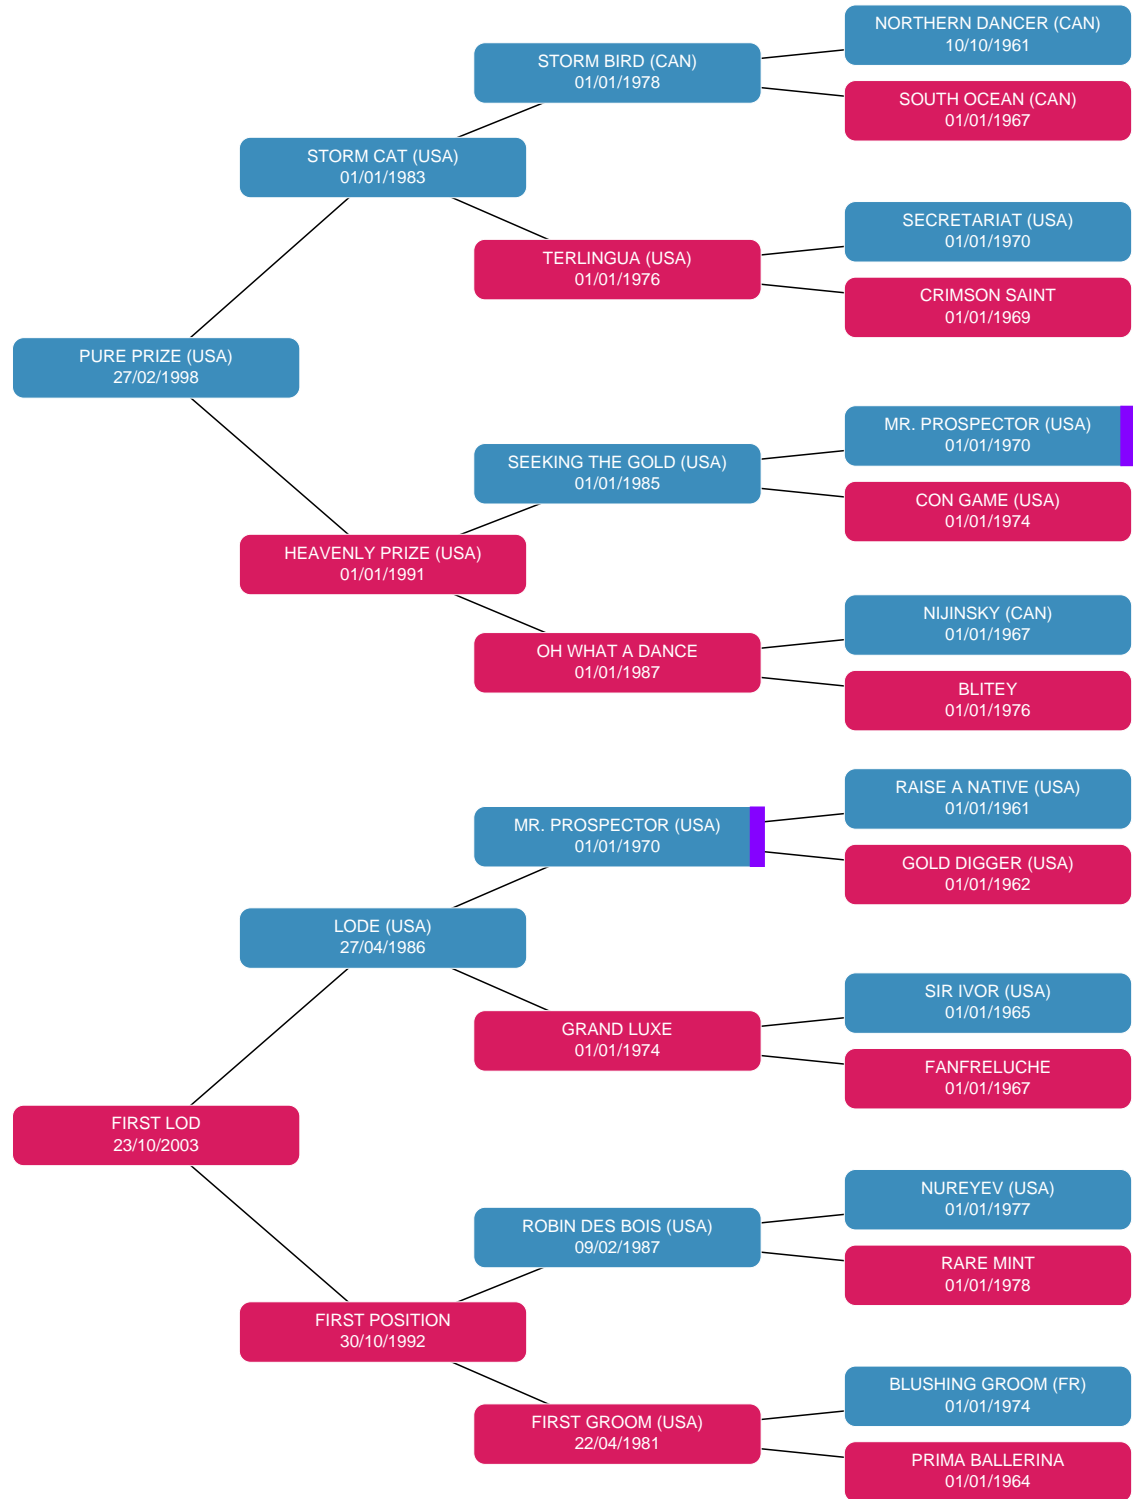 NORTHERN DANCER (CAN)
10/10/1961
STORM BIRD (CAN)
01/01/1978
SOUTH OCEAN (CAN)
01/01/1967
STORM CAT (USA)
01/01/1983
SECRETARIAT (USA)
01/01/1970
TERLINGUA (USA)
01/01/1976
CRIMSON SAINT
01/01/1969
PURE PRIZE (USA)
27/02/1998
MR. PROSPECTOR (USA)
01/01/1970
SEEKING THE GOLD (USA)
01/01/1985
CON GAME (USA)
01/01/1974
HEAVENLY PRIZE (USA)
01/01/1991
NIJINSKY (CAN)
01/01/1967
OH WHAT A DANCE
01/01/1987
BLITEY
01/01/1976
RAISE A NATIVE (USA)
01/01/1961
MR. PROSPECTOR (USA)
01/01/1970
GOLD DIGGER (USA)
01/01/1962
LODE (USA)
27/04/1986
SIR IVOR (USA)
01/01/1965
GRAND LUXE
01/01/1974
FANFRELUCHE
01/01/1967
FIRST LOD
23/10/2003
NUREYEV (USA)
01/01/1977
ROBIN DES BOIS (USA)
09/02/1987
RARE MINT
01/01/1978
FIRST POSITION
30/10/1992
BLUSHING GROOM (FR)
01/01/1974
FIRST GROOM (USA)
22/04/1981
PRIMA BALLERINA
01/01/1964